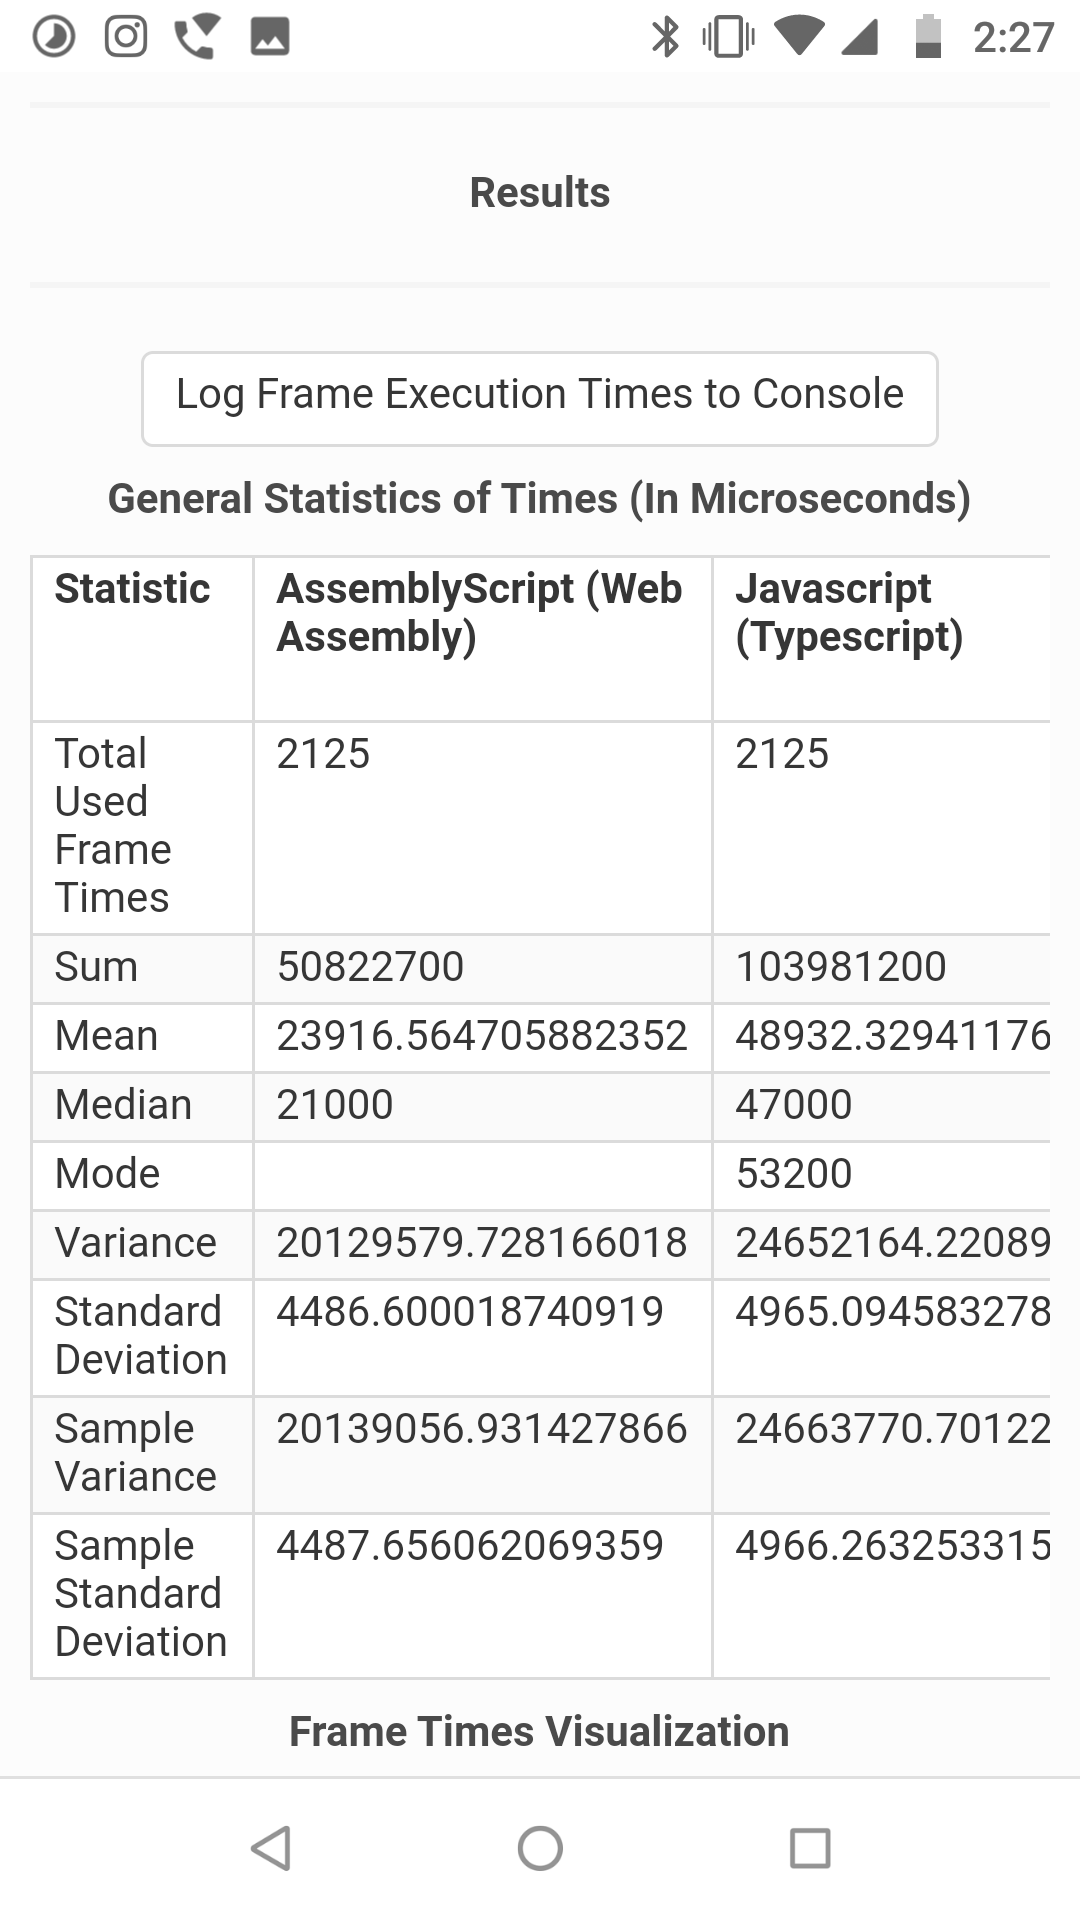 2:27
Results
Log Frame Execution Times to Console
General Statistics of Times (In Microseconds)
Statistic
AssemblyScript (Web
Assembly)
Javascript
(Typescript)
Total
Used
Frame
Times
2125
2125
Sum
50822700
103981200
Mean
23916.564705882352
48932.32941176
Median
21000
47000
Mode
53200
Variance
20129579.728166018
24652164.22089
Standard
Deviation
4486.600018740919
4965.094583278
Sample
Variance
20139056.931427866
24663770.70122
Sample
Standard
Deviation
4487.656062069359
4966.263253315
Frame Times Visualization